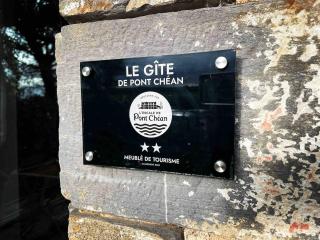 LE GÎTE
DE PONT CHÉAN
L'ESCALE DE
Pont Chéan
MEUBLÉ DE TOURISME